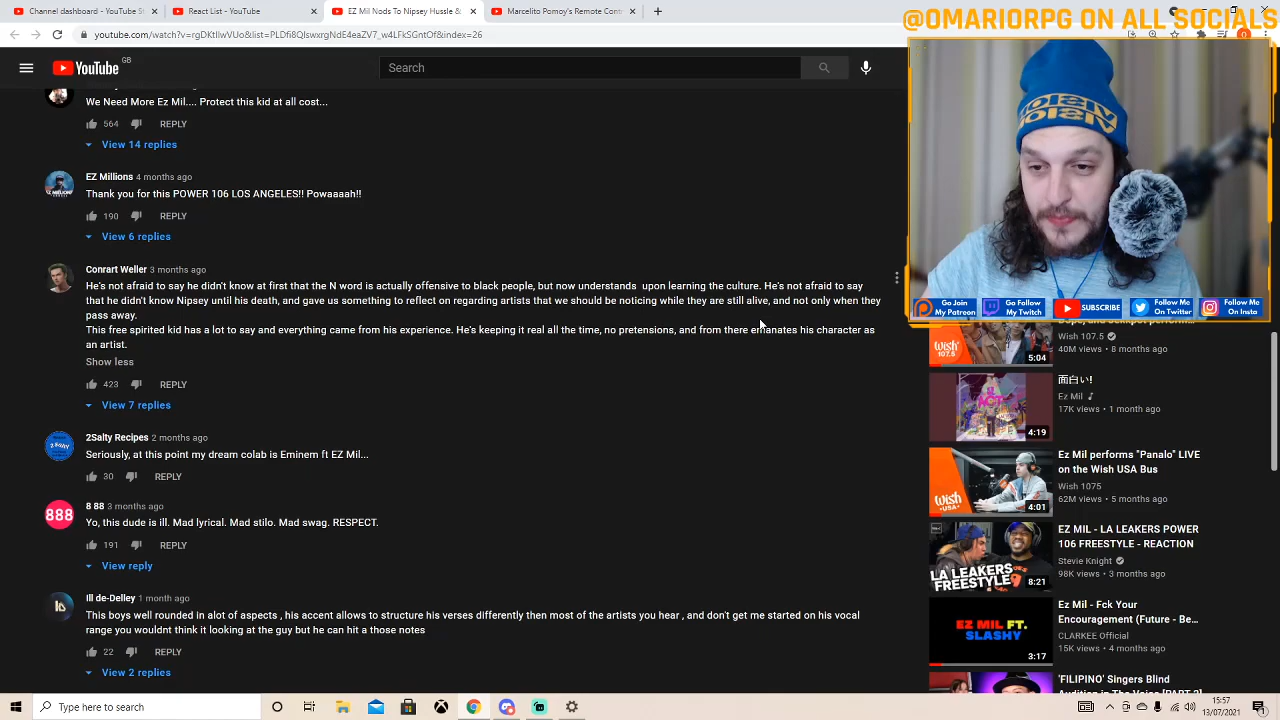 Channel dashboard - YouTube St
React List - YouTube
EZ Mil Nods To Nipsey Hussle &
Marcelito Pomoy's Remote Contr
@OMARIORPG ON ALL SOCIALS
YouTube GB
Search
We Need More Ez Mil.... Protect this kid at all cost...
564 REPLY
View 14 replies
EZ Millions 4 months ago
Thank you for this POWER 106 LOS ANGELES!! Powaaaah!!
190 REPLY
View 6 replies
Conrart Weller 3 months ago
He's not afraid to say he didn't know at first that the N word is actually offensive to black people, but now understands upon learning the culture. He's not afraid to say
that he didn't know Nipsey until his death, and gave us something to reflect on regarding artists that we should be noticing while they are still alive, and not only when they
pass away.
This free spirited kid has a lot to say and everything came from his experience. He's keeping it real all the time, no pretensions, and from there emanates his character as
an artist.
Show less
423 REPLY
View 7 replies
2Salty Recipes 2 months ago
Seriously, at this point my dream colab is Eminem ft EZ Mil...
30 REPLY
8 88 3 months ago
Yo, this dude is ill. Mad lyrical. Mad stilo. Mad swag. RESPECT.
191 REPLY
View reply
Ill de-Delley 1 month ago
This boys well rounded in alot of aspects , his accent allows to structure his verses differently then most of the artists you hear , and don't get me started on his vocal
range you wouldnt think it looking at the guy but he can hit a those notes
22 REPLY
View 2 replies
Go Join My Patreon
Go Follow My Twitch
SUBSCRIBE
Follow Me On Twitter
Follow Me On Insta
Wish 107.5
5:04
Wish 107.5
40M views • 8 months ago
面白い!
Ez Mil
17K views • 1 month ago
4:19
Ez Mil performs "Panalo" LIVE
on the Wish USA Bus
Wish 1075
62M views • 5 months ago
Wish USA
4:01
EZ MIL - LA LEAKERS POWER
106 FREESTYLE - REACTION
Stevie Knight
98K views • 3 months ago
LA LEAKERS
FREESTYLE
8:21
Ez Mil - Fck Your
Encouragement (Future - Be...
CLARKEE Official
15K views • 4 months ago
EZ MIL FT.
SLASHY
3:17
'FILIPINO' Singers Blind
Type here to search
15:57
13/07/2021